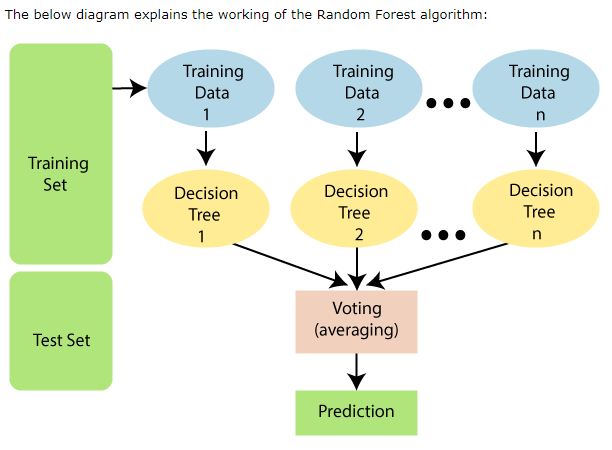 The below diagram explains the working of the Random Forest algorithm:
Training
Data
1
Training
Data
2
Training
Data
n
Training
Set
Decision
Tree
1
Decision
Tree
2
Decision
Tree
n
Test Set
Voting
(averaging)
Prediction